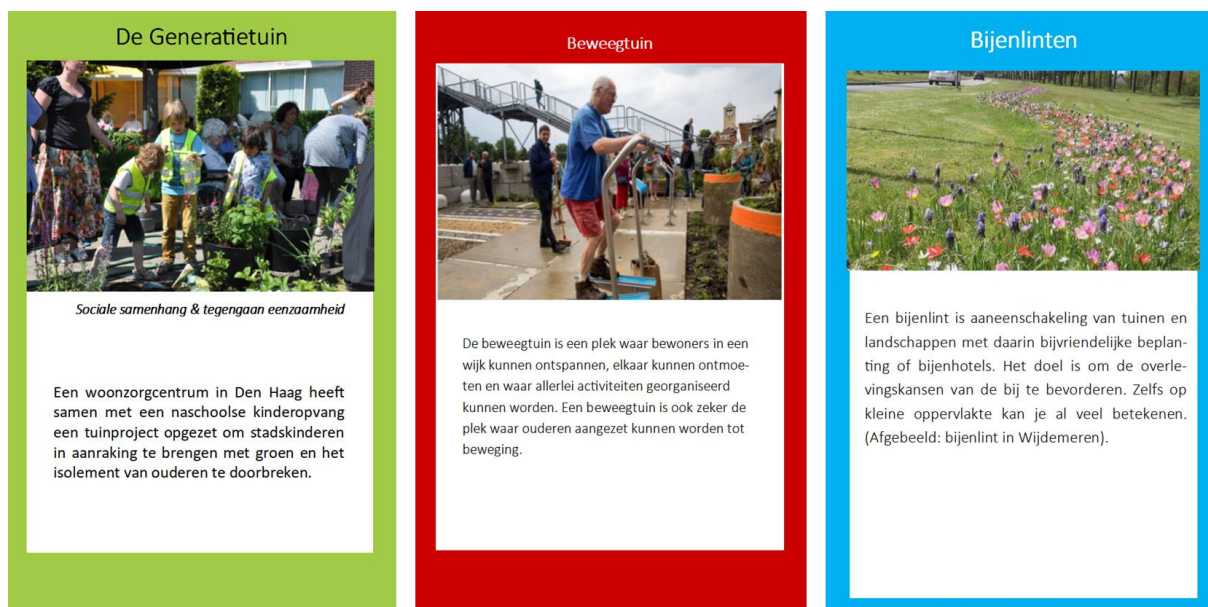 De Generatietuin
Sociale samenhang & tegengaan eenzaamheid
Een woonzorgcentrum in Den Haag heeft
samen met een naschoolse kinderopvang
een tuinproject opgezet om stadskinderen
in aanraking te brengen met groen en het
isolement van ouderen te doorbreken.
Beweegtuin
De beweegtuin is een plek waar bewoners in een
wijk kunnen ontspannen, elkaar kunnen ontmoe-
ten en waar allerlei activiteiten georganiseerd
kunnen worden. Een beweegtuin is ook zeker de
plek waar ouderen aangezet kunnen worden tot
beweging.
Bijenlinten
Een bijenlint is aaneenschakeling van tuinen en
landschappen met daarin bijvriendelijke beplan-
ting of bijenhotels. Het doel is om de overle-
vingskansen van de bij te bevorderen. Zelfs op
kleine oppervlakte kan je al veel betekenen.
(Afgebeeld: bijenlint in Wijdemeren).